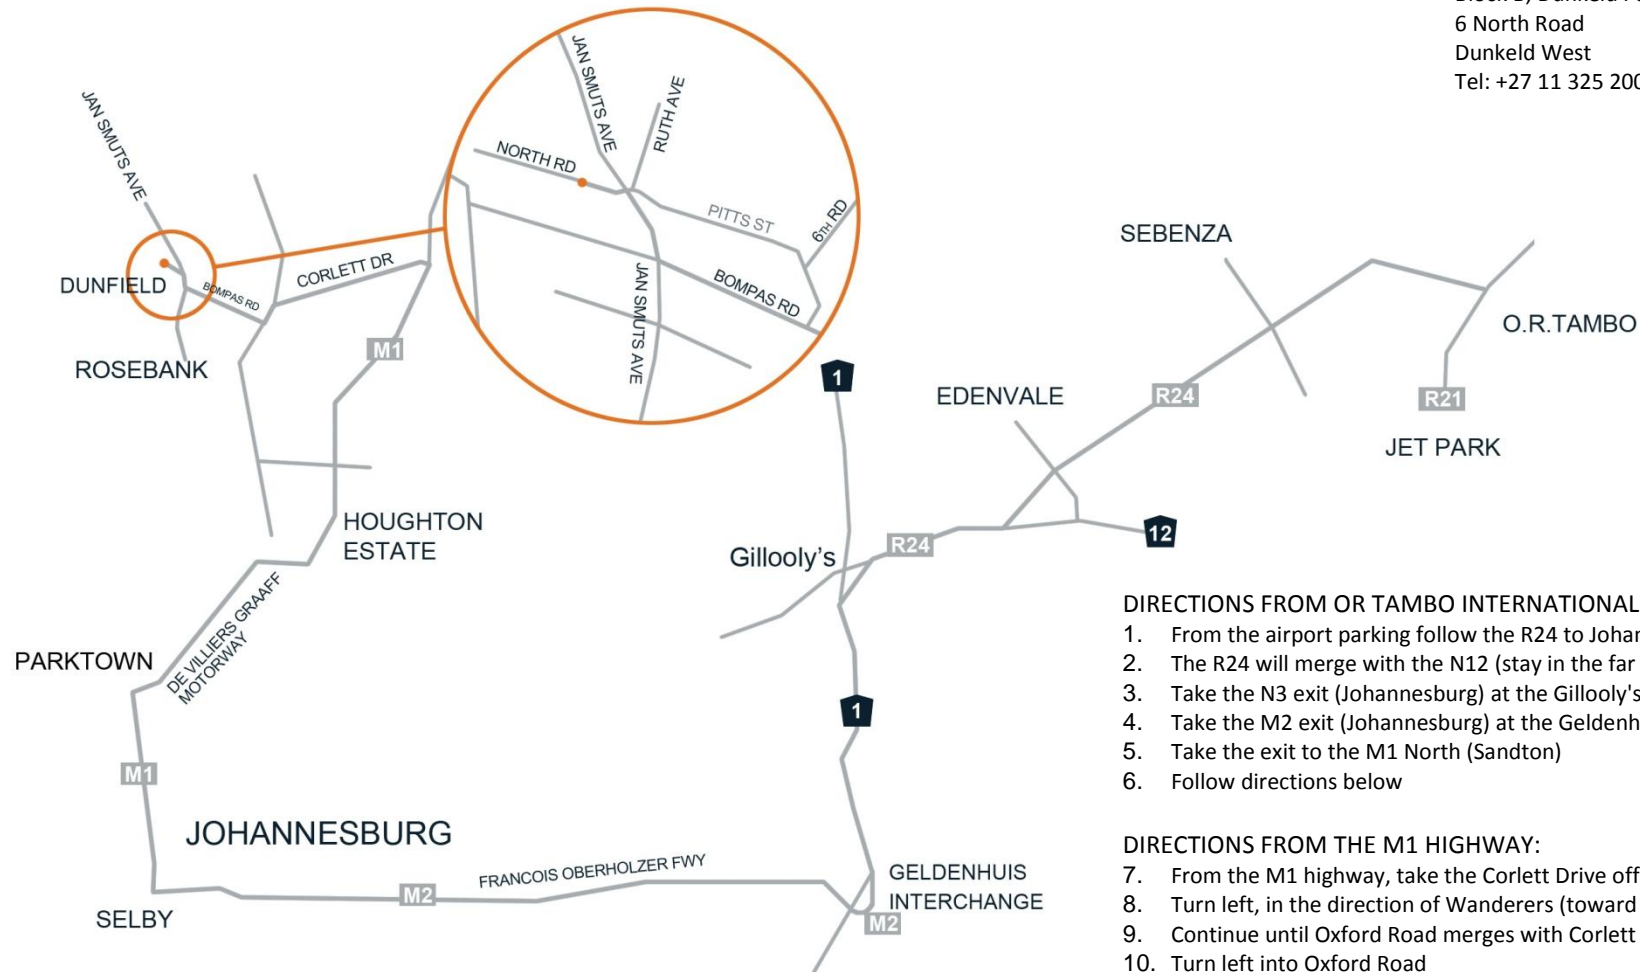 6 North Road
Dunkeld West
Tel: +27 11 325 200
JAN SMUTS AVE
RUTH AVE
NORTH RD
PITTS ST
6TH RD
BOMPAS RD
JAN SMUTS AVE
JAN SMUTS AVE
DUNFIELD
BOMPAS RD
CORLETT DR
ROSEBANK
M1
SEBENZA
O.R.TAMBO
1
EDENVALE
R24
R21
JET PARK
HOUGHTON
ESTATE
Gillooly's
R24
12
DE VILLIERS GRAAFF
MOTORWAY
PARKTOWN
1
M1
JOHANNESBURG
FRANCOIS OBERHOLZER FWY
M2
SELBY
GELDENHUIS
INTERCHANGE
M2
DIRECTIONS FROM OR TAMBO INTERNATIONAL
1. From the airport parking follow the R24 to Johan
2. The R24 will merge with the N12 (stay in the far
3. Take the N3 exit (Johannesburg) at the Gillooly's
4. Take the M2 exit (Johannesburg) at the Geldenh
5. Take the exit to the M1 North (Sandton)
6. Follow directions below
DIRECTIONS FROM THE M1 HIGHWAY:
7. From the M1 highway, take the Corlett Drive off
8. Turn left, in the direction of Wanderers (toward
9. Continue until Oxford Road merges with Corlett
10. Turn left into Oxford Road